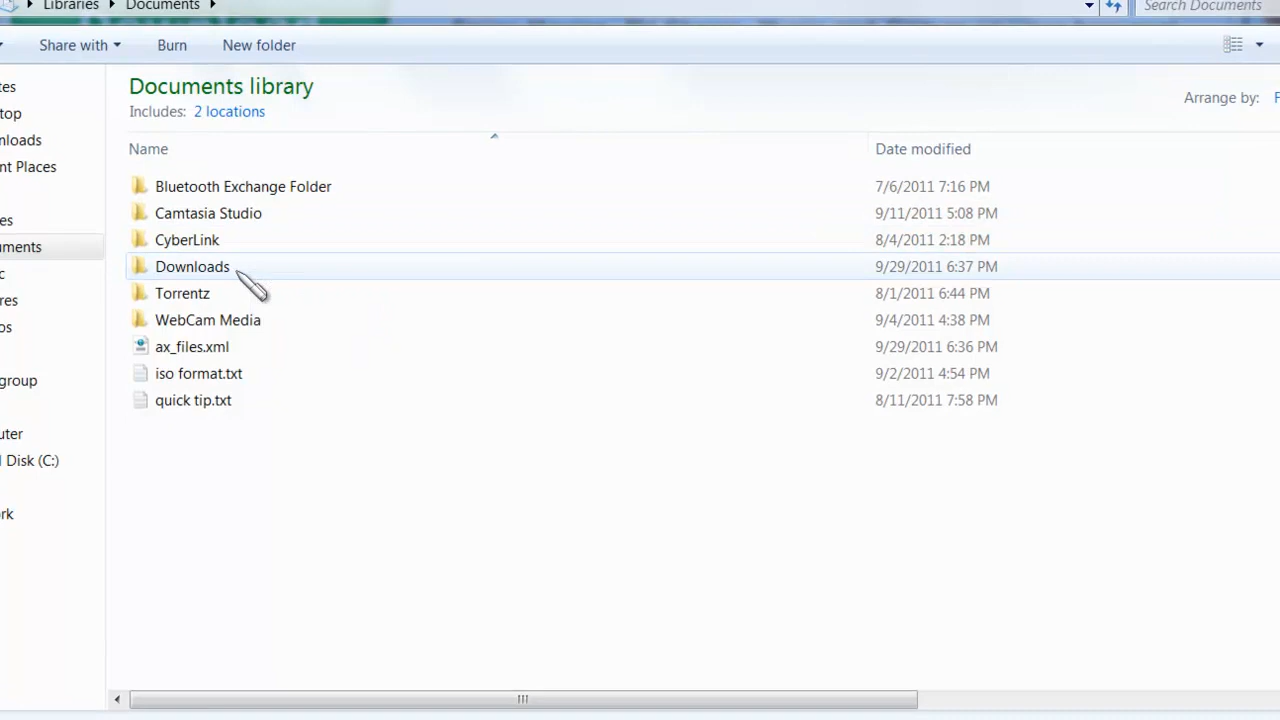 Libraries Documents Search Documents
Share with Burn New folder
Documents library
Includes: 2 locations
Arrange by: F
Name Date modified
Bluetooth Exchange Folder 7/6/2011 7:16 PM
Camtasia Studio 9/11/2011 5:08 PM
CyberLink 8/4/2011 2:18 PM
Downloads 9/29/2011 6:37 PM
Torrentz 8/1/2011 6:44 PM
WebCam Media 9/4/2011 4:38 PM
ax_files.xml 9/29/2011 6:36 PM
iso format.txt 9/2/2011 4:54 PM
quick tip.txt 8/11/2011 7:58 PM
tes
top
nloads
nt Places
es
uments
c
res
os
group
uter
l Disk (C:)
rk